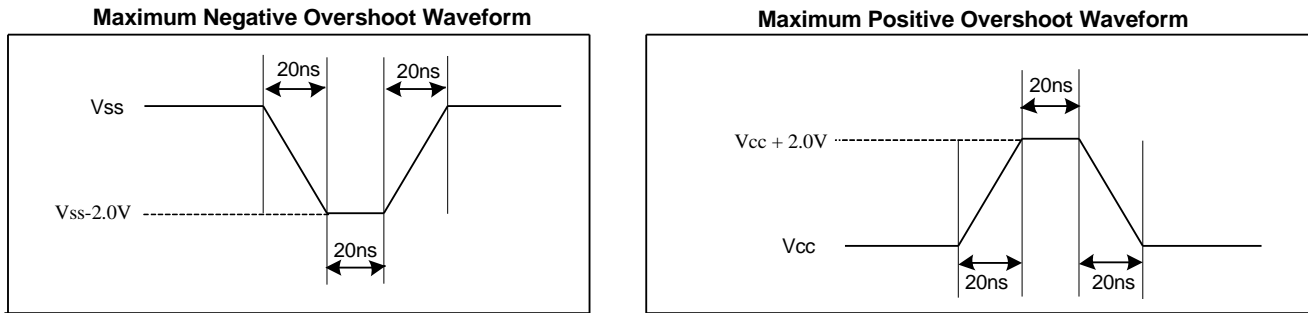 Maximum Negative Overshoot Waveform
20ns
20ns
Vss
Vss-2.0V
20ns
Maximum Positive Overshoot Waveform
20ns
Vcc + 2.0V
Vcc
20ns
20ns